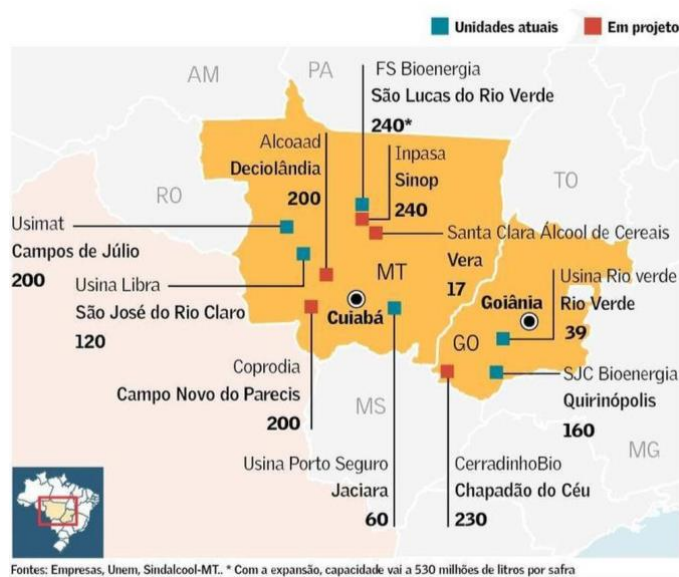 Unidades atuais
Em projeto
AM
PA
FS Bioenergia
São Lucas do Rio Verde
240*
Alcoaad
Deciolândia
200
Inpasa
Sinop
240
RO
TO
Usimat
Campos de Júlio
200
Santa Clara Álcool de Cereais
Vera
17
Usina Libra
São José do Rio Claro
120
MT
Cuiabá
Goiânia
Usina Rio verde
Rio Verde
39
GO
Coprodia
Campo Novo do Parecis
200
MS
SJC Bioenergia
Quirinópolis
160
MG
Usina Porto Seguro
Jaciara
60
CerradinhoBio
Chapadão do Céu
230
Fontes: Empresas, Unem, Sindalcool-MT.. * Com a expansão, capacidade vai a 530 milhões de litros por safra